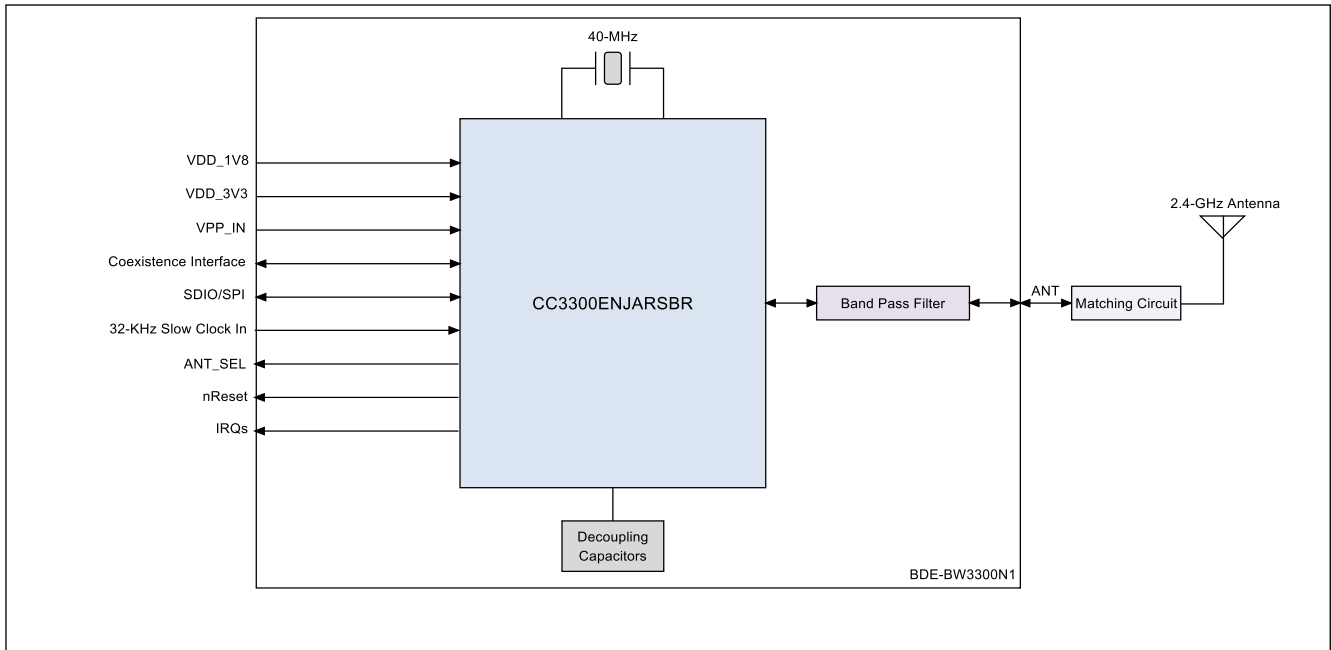 40-MHz
VDD_1V8
VDD_3V3
VPP_IN
Coexistence Interface
SDIO/SPI
32-KHz Slow Clock In
ANT_SEL
nReset
IRQs
CC3300ENJARSBR
Band Pass Filter
ANT
Matching Circuit
2.4-GHz Antenna
Decoupling
Capacitors
BDE-BW3300N1